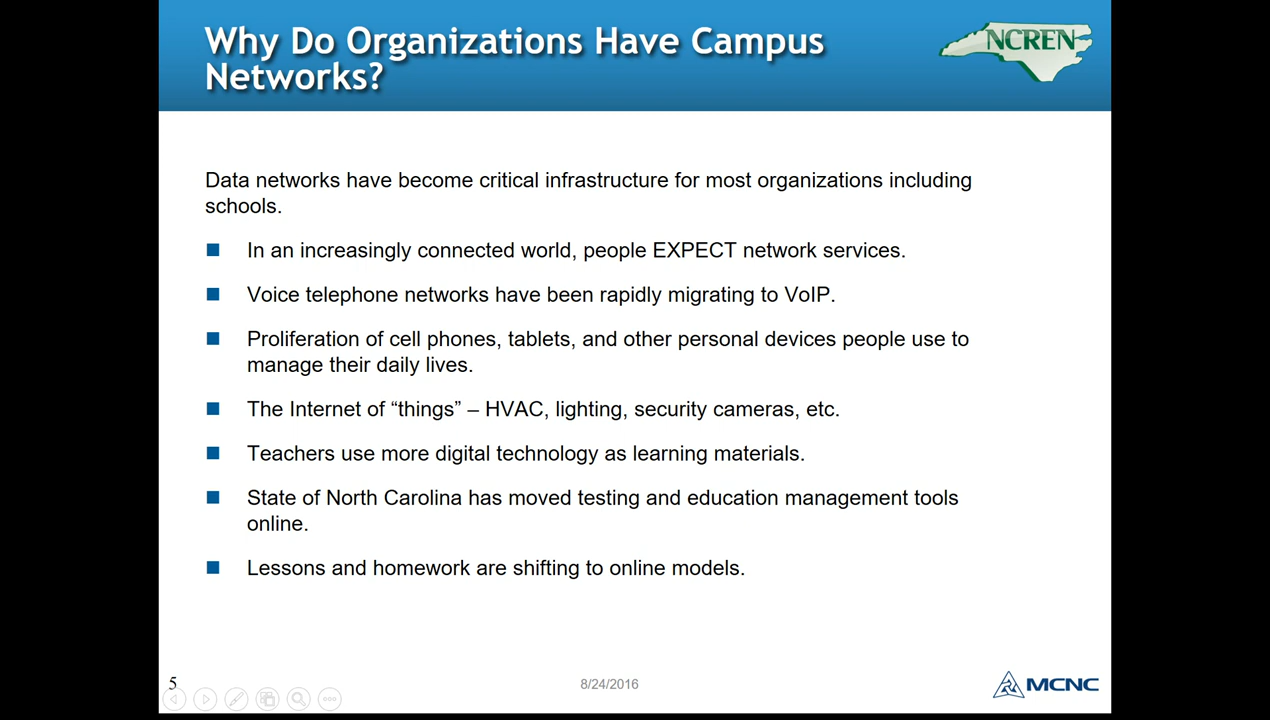 Why Do Organizations Have Campus
Networks?
NCREN
Data networks have become critical infrastructure for most organizations including
schools.
In an increasingly connected world, people EXPECT network services.
Voice telephone networks have been rapidly migrating to VoIP.
Proliferation of cell phones, tablets, and other personal devices people use to
manage their daily lives.
The Internet of “things” – HVAC, lighting, security cameras, etc.
Teachers use more digital technology as learning materials.
State of North Carolina has moved testing and education management tools
online.
Lessons and homework are shifting to online models.
5
8/24/2016
MCNC